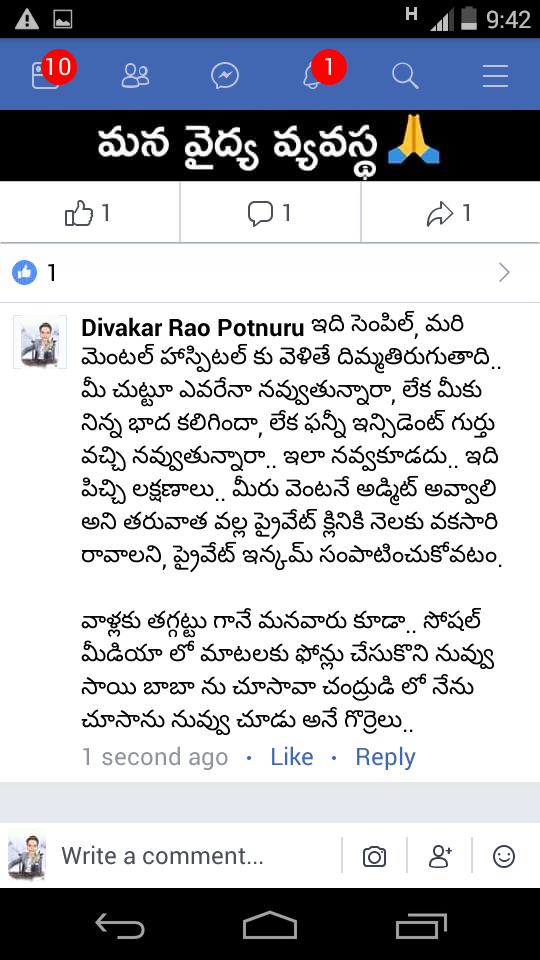 H 9:42
10 1
మన వైద్య వ్యవస్థ🙏
1 1 1
1
Divakar Rao Potnuru ఇది సెంపిల్, మరి
మెంటల్ హాస్పిటల్ కు వెళితే దిమ్మతిరుగుతాది..
మీ చుట్టూ ఎవరేనా నవ్వుతున్నారా, లేక మీకు
నిన్న భాద కలిగిందా, లేక ఫన్నీ ఇన్సిడెంట్ గుర్తు
వచ్చి నవ్వుతున్నారా.. ఇలా నవ్వకూడదు.. ఇది
పిచ్చి లక్షణాలు.. మీరు వెంటనే అడ్మిట్ అవ్వాలి
అని తరువాత వల్ల ప్రైవేట్ క్లినికి నెలకు వకసారి
రావాలని, ప్రైవేట్ ఇన్కమ్ సంపాటించుకోవటం.
వాళ్లకు తగ్గట్టు గానే మనవారు కూడా.. సోషల్
మీడియా లో మాటలకు ఫోన్లు చేసుకొని నువ్వు
సాయి బాబా ను చూసావా చంద్రుడి లో నేను
చూసాను నువ్వు చూడు అనే గొర్రెలు..
1 second ago • Like • Reply
Write a comment...